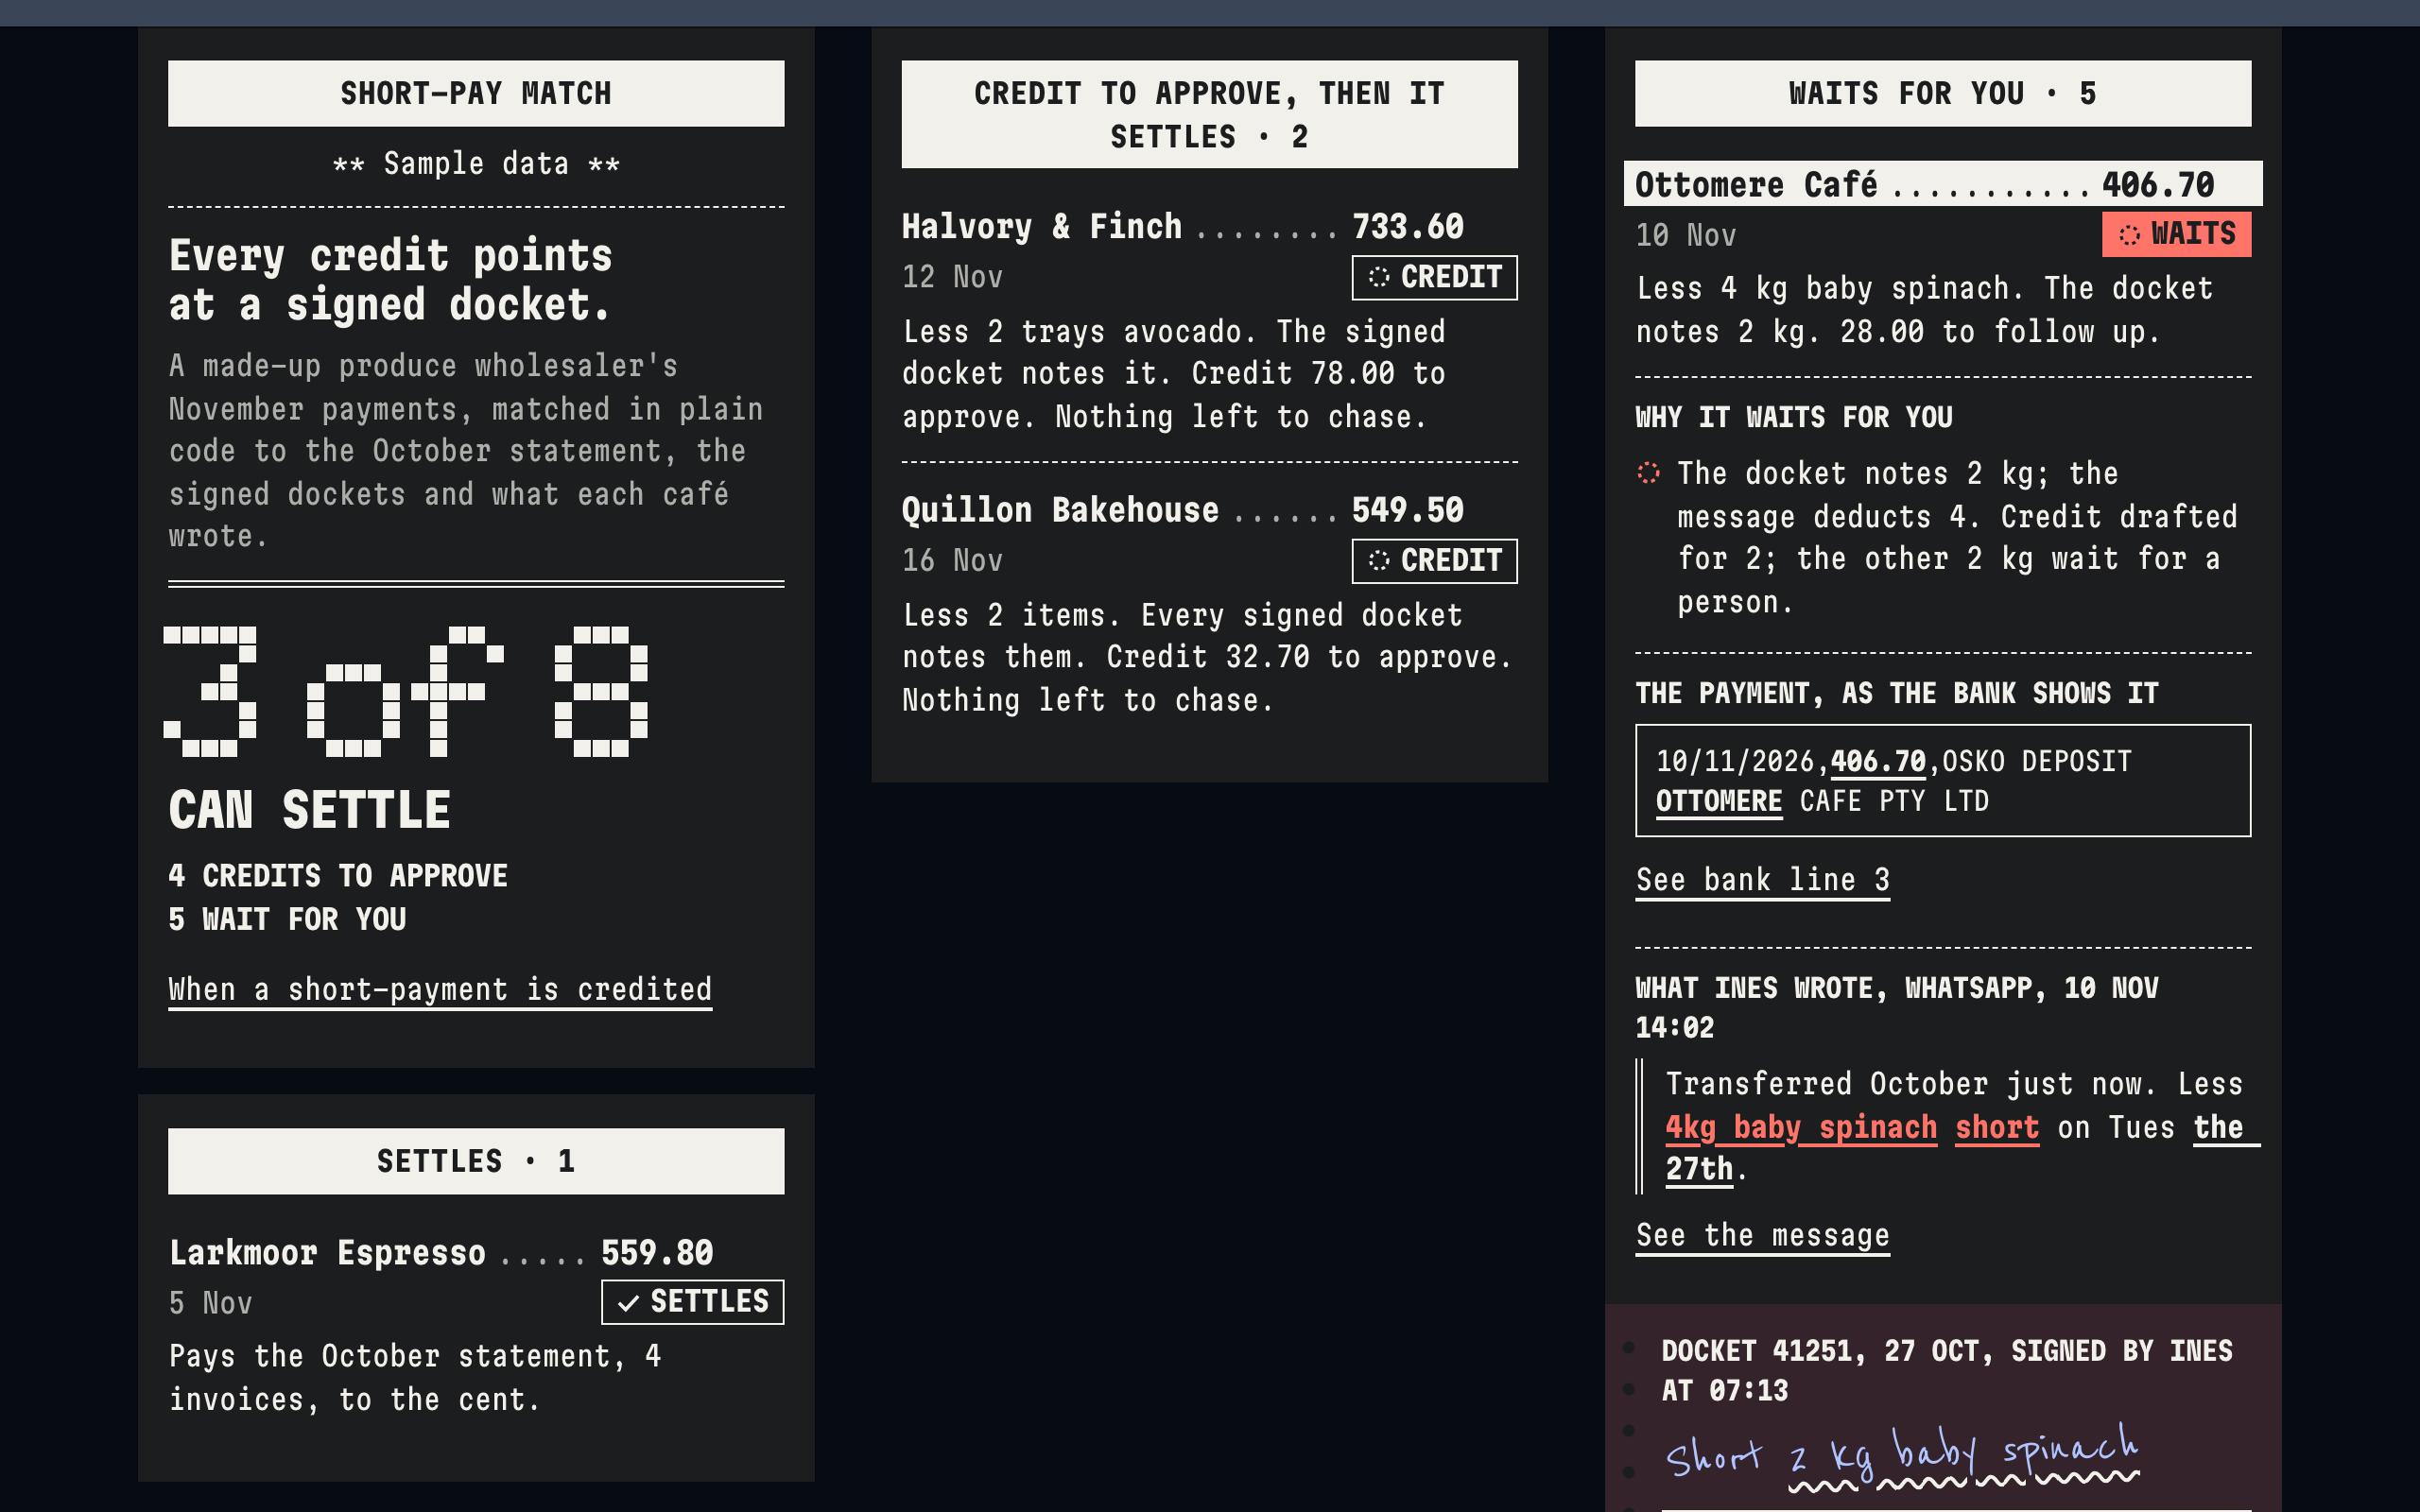 SHORT-PAY MATCH
** Sample data **
Every credit points
at a signed docket.
A made-up produce wholesaler's
November payments, matched in plain
code to the October statement, the
signed dockets and what each café
wrote.
3 of 8
CAN SETTLE
4 CREDITS TO APPROVE
5 WAIT FOR YOU
When a short-payment is credited
SETTLES · 1
Larkmoor Espresso ..... 559.80
5 Nov ✓ SETTLES
Pays the October statement, 4
invoices, to the cent.
CREDIT TO APPROVE, THEN IT
SETTLES · 2
Halvory & Finch ........ 733.60
12 Nov CREDIT
Less 2 trays avocado. The signed
docket notes it. Credit 78.00 to
approve. Nothing left to chase.
Quillon Bakehouse ...... 549.50
16 Nov CREDIT
Less 2 items. Every signed docket
notes them. Credit 32.70 to approve.
Nothing left to chase.
WAITS FOR YOU · 5
Ottomere Café ........... 406.70
10 Nov WAITS
Less 4 kg baby spinach. The docket
notes 2 kg. 28.00 to follow up.
WHY IT WAITS FOR YOU
The docket notes 2 kg; the
message deducts 4. Credit drafted
for 2; the other 2 kg wait for a
person.
THE PAYMENT, AS THE BANK SHOWS IT
10/11/2026,406.70,OSKO DEPOSIT
OTTOMERE CAFE PTY LTD
See bank line 3
WHAT INES WROTE, WHATSAPP, 10 NOV
14:02
Transferred October just now. Less
4kg baby spinach short on Tues the
27th.
See the message
DOCKET 41251, 27 OCT, SIGNED BY INES
AT 07:13
Short 2 kg baby spinach